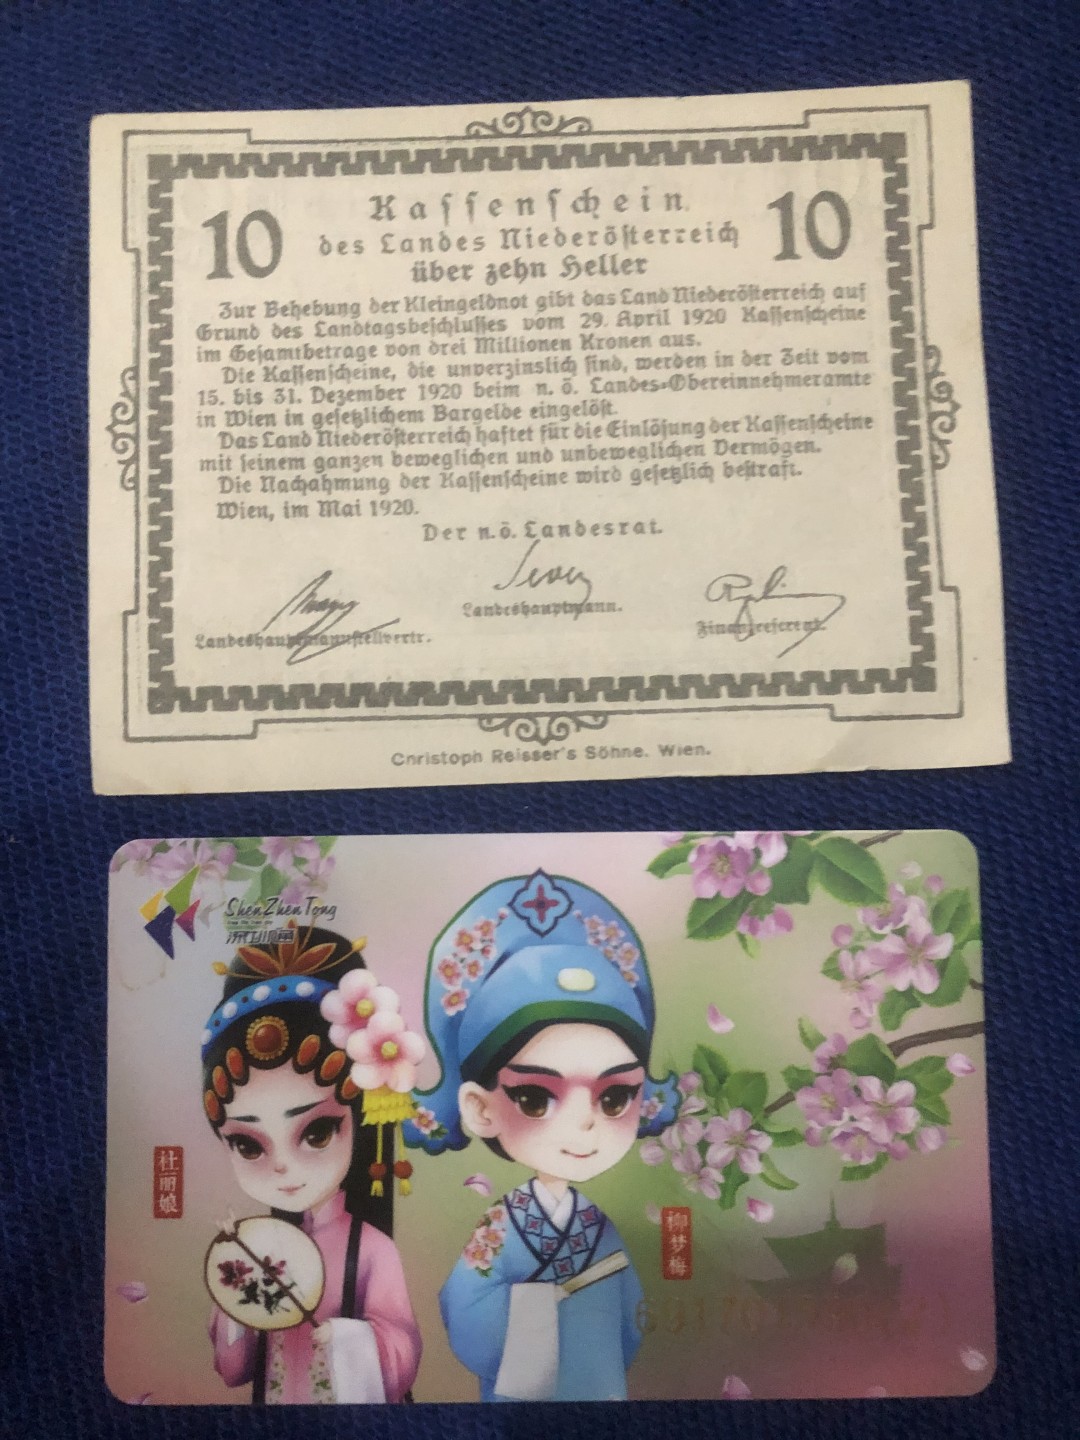 10
Kassenschein
10
des Landes Niederösterreich
über zehn Heller
Zur Behebung der Kleingeldnot gibt das Land Niederösterreich auf
Grund des Landtagsbeschlusses vom 29. April 1920 Kassenscheine
im Gesamtbetrage von drei Millionen Kronen aus.
Die Kassenscheine, die unverzinslich sind, werden in der Zeit vom
15. bis 31. Dezember 1920 beim n. ö. Landes-Obereinnehmeramte
in Wien in gesetzlichem Bargelde eingelöst.
Das Land Niederösterreich haftet für die Einlösung der Kassenscheine
mit seinem ganzen beweglichen und unbeweglichen Vermögen.
Die Nachahmung der Kassenscheine wird gesetzlich bestraft.
Wien, im Mai 1920.
Der n.ö. Landesrat.
Landeshauptmann.
Landeshauptmannstellvertr.
Finanzreferent.
Christoph Reisser's Söhne. Wien.
ShenZhen Tong
深圳通
杜丽娘
柳梦梅